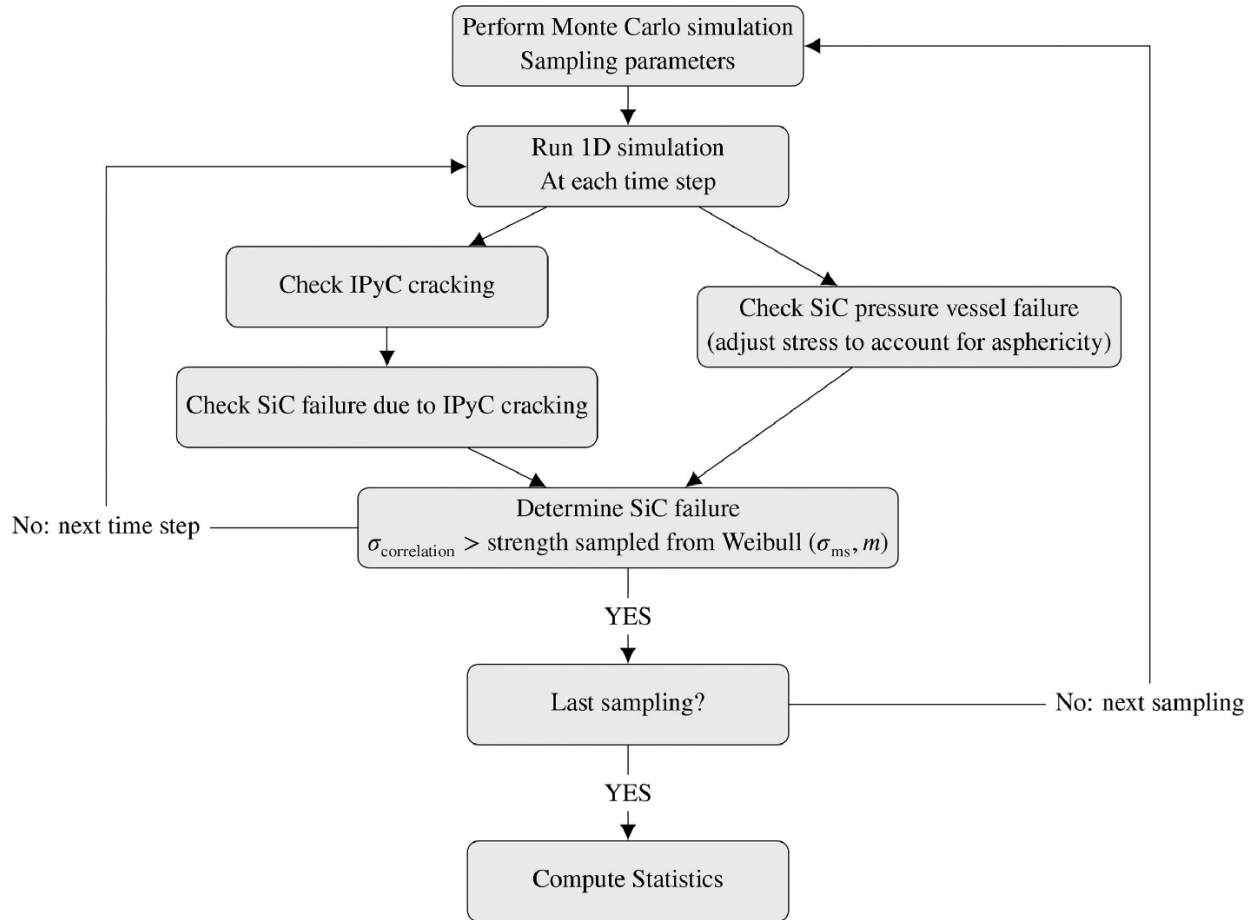 Perform Monte Carlo simulation
Sampling parameters
Run 1D simulation
At each time step
Check IPyC cracking
Check SiC pressure vessel failure
(adjust stress to account for asphericity)
Check SiC failure due to IPyC cracking
Determine SiC failure
σcorrelation > strength sampled from Weibull (σms, m)
No: next time step
YES
Last sampling?
No: next sampling
YES
Compute Statistics